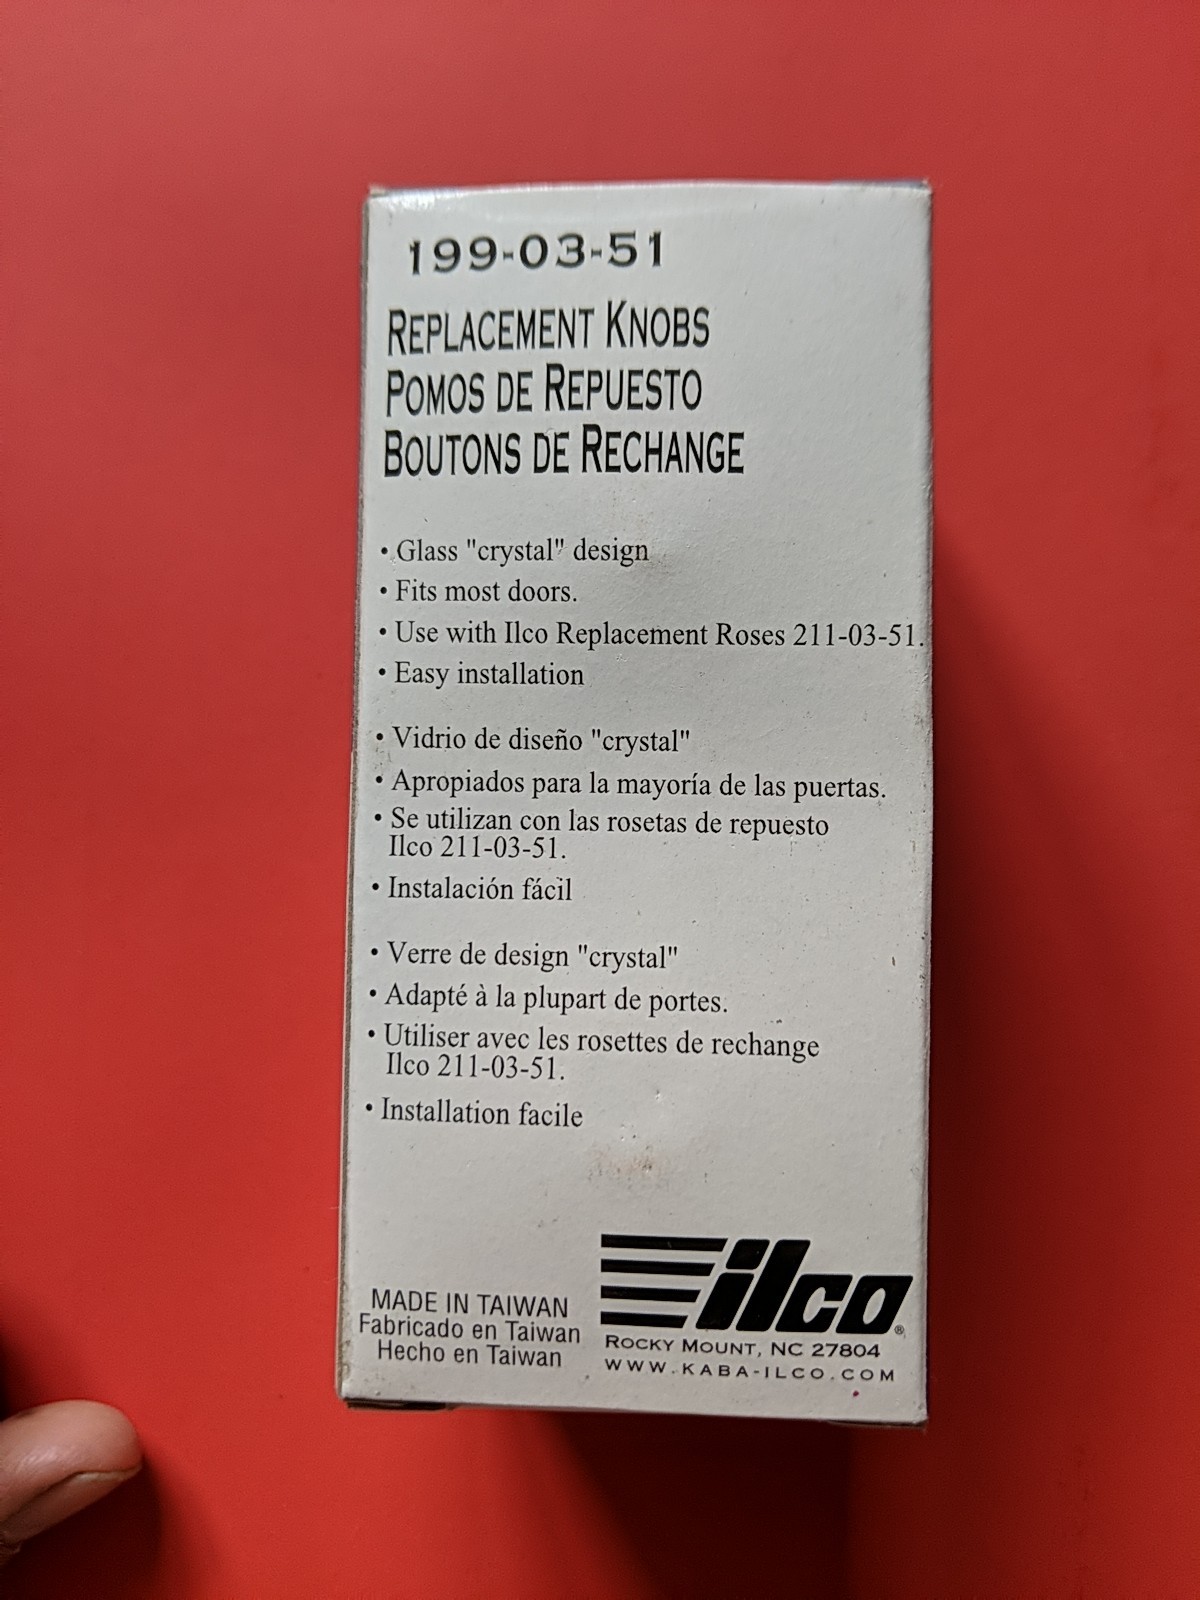 199-03-51
REPLACEMENT KNOBS
POMOS DE REPUESTO
BOUTONS DE RECHANGE
• Glass "crystal" design
• Fits most doors.
• Use with Ilco Replacement Roses 211-03-51.
• Easy installation
• Vidrio de diseño "crystal"
• Apropiados para la mayoría de las puertas.
• Se utilizan con las rosetas de repuesto
Ilco 211-03-51.
• Instalación fácil
• Verre de design "crystal"
• Adapté à la plupart de portes.
• Utiliser avec les rosettes de rechange
Ilco 211-03-51.
• Installation facile
MADE IN TAIWAN
Fabricado en Taiwan
Hecho en Taiwan
ilco®
ROCKY MOUNT, NC 27804
WWW.KABA-ILCO.COM